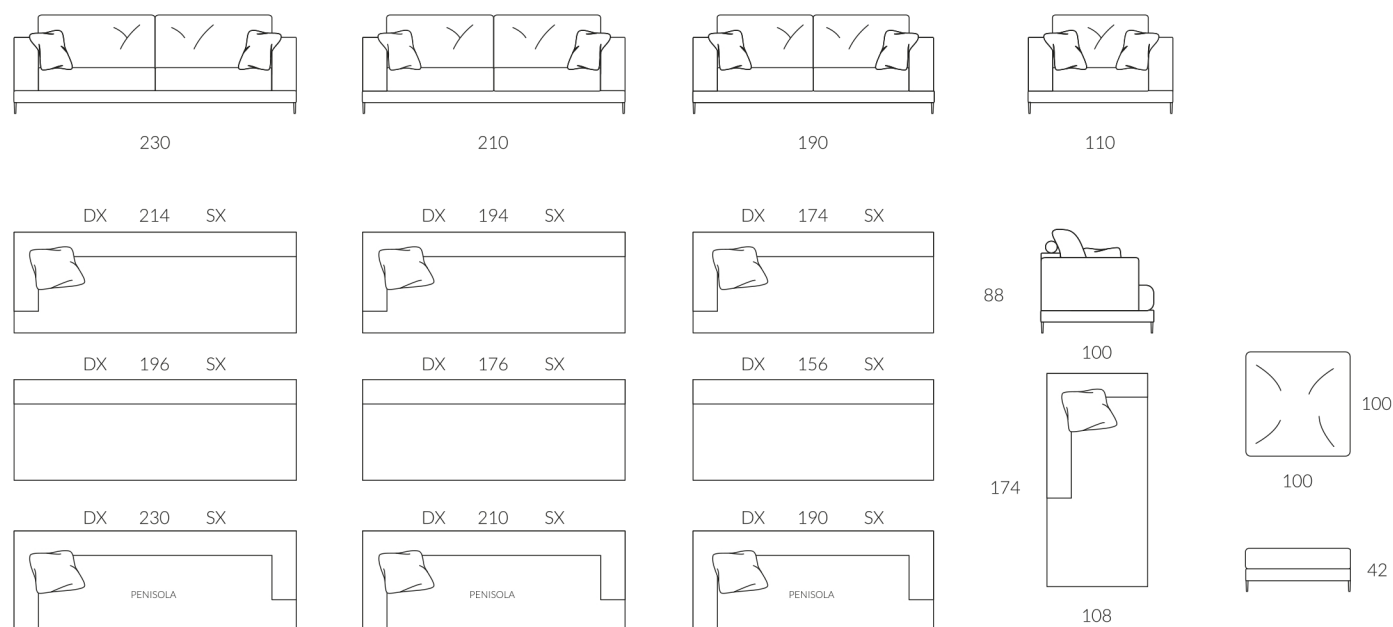 230
210
190
110
DX 214 SX
DX 194 SX
DX 174 SX
88
100
DX 196 SX
DX 176 SX
DX 156 SX
100
174
100
DX 230 SX
DX 210 SX
DX 190 SX
42
PENISOLA
PENISOLA
PENISOLA
108